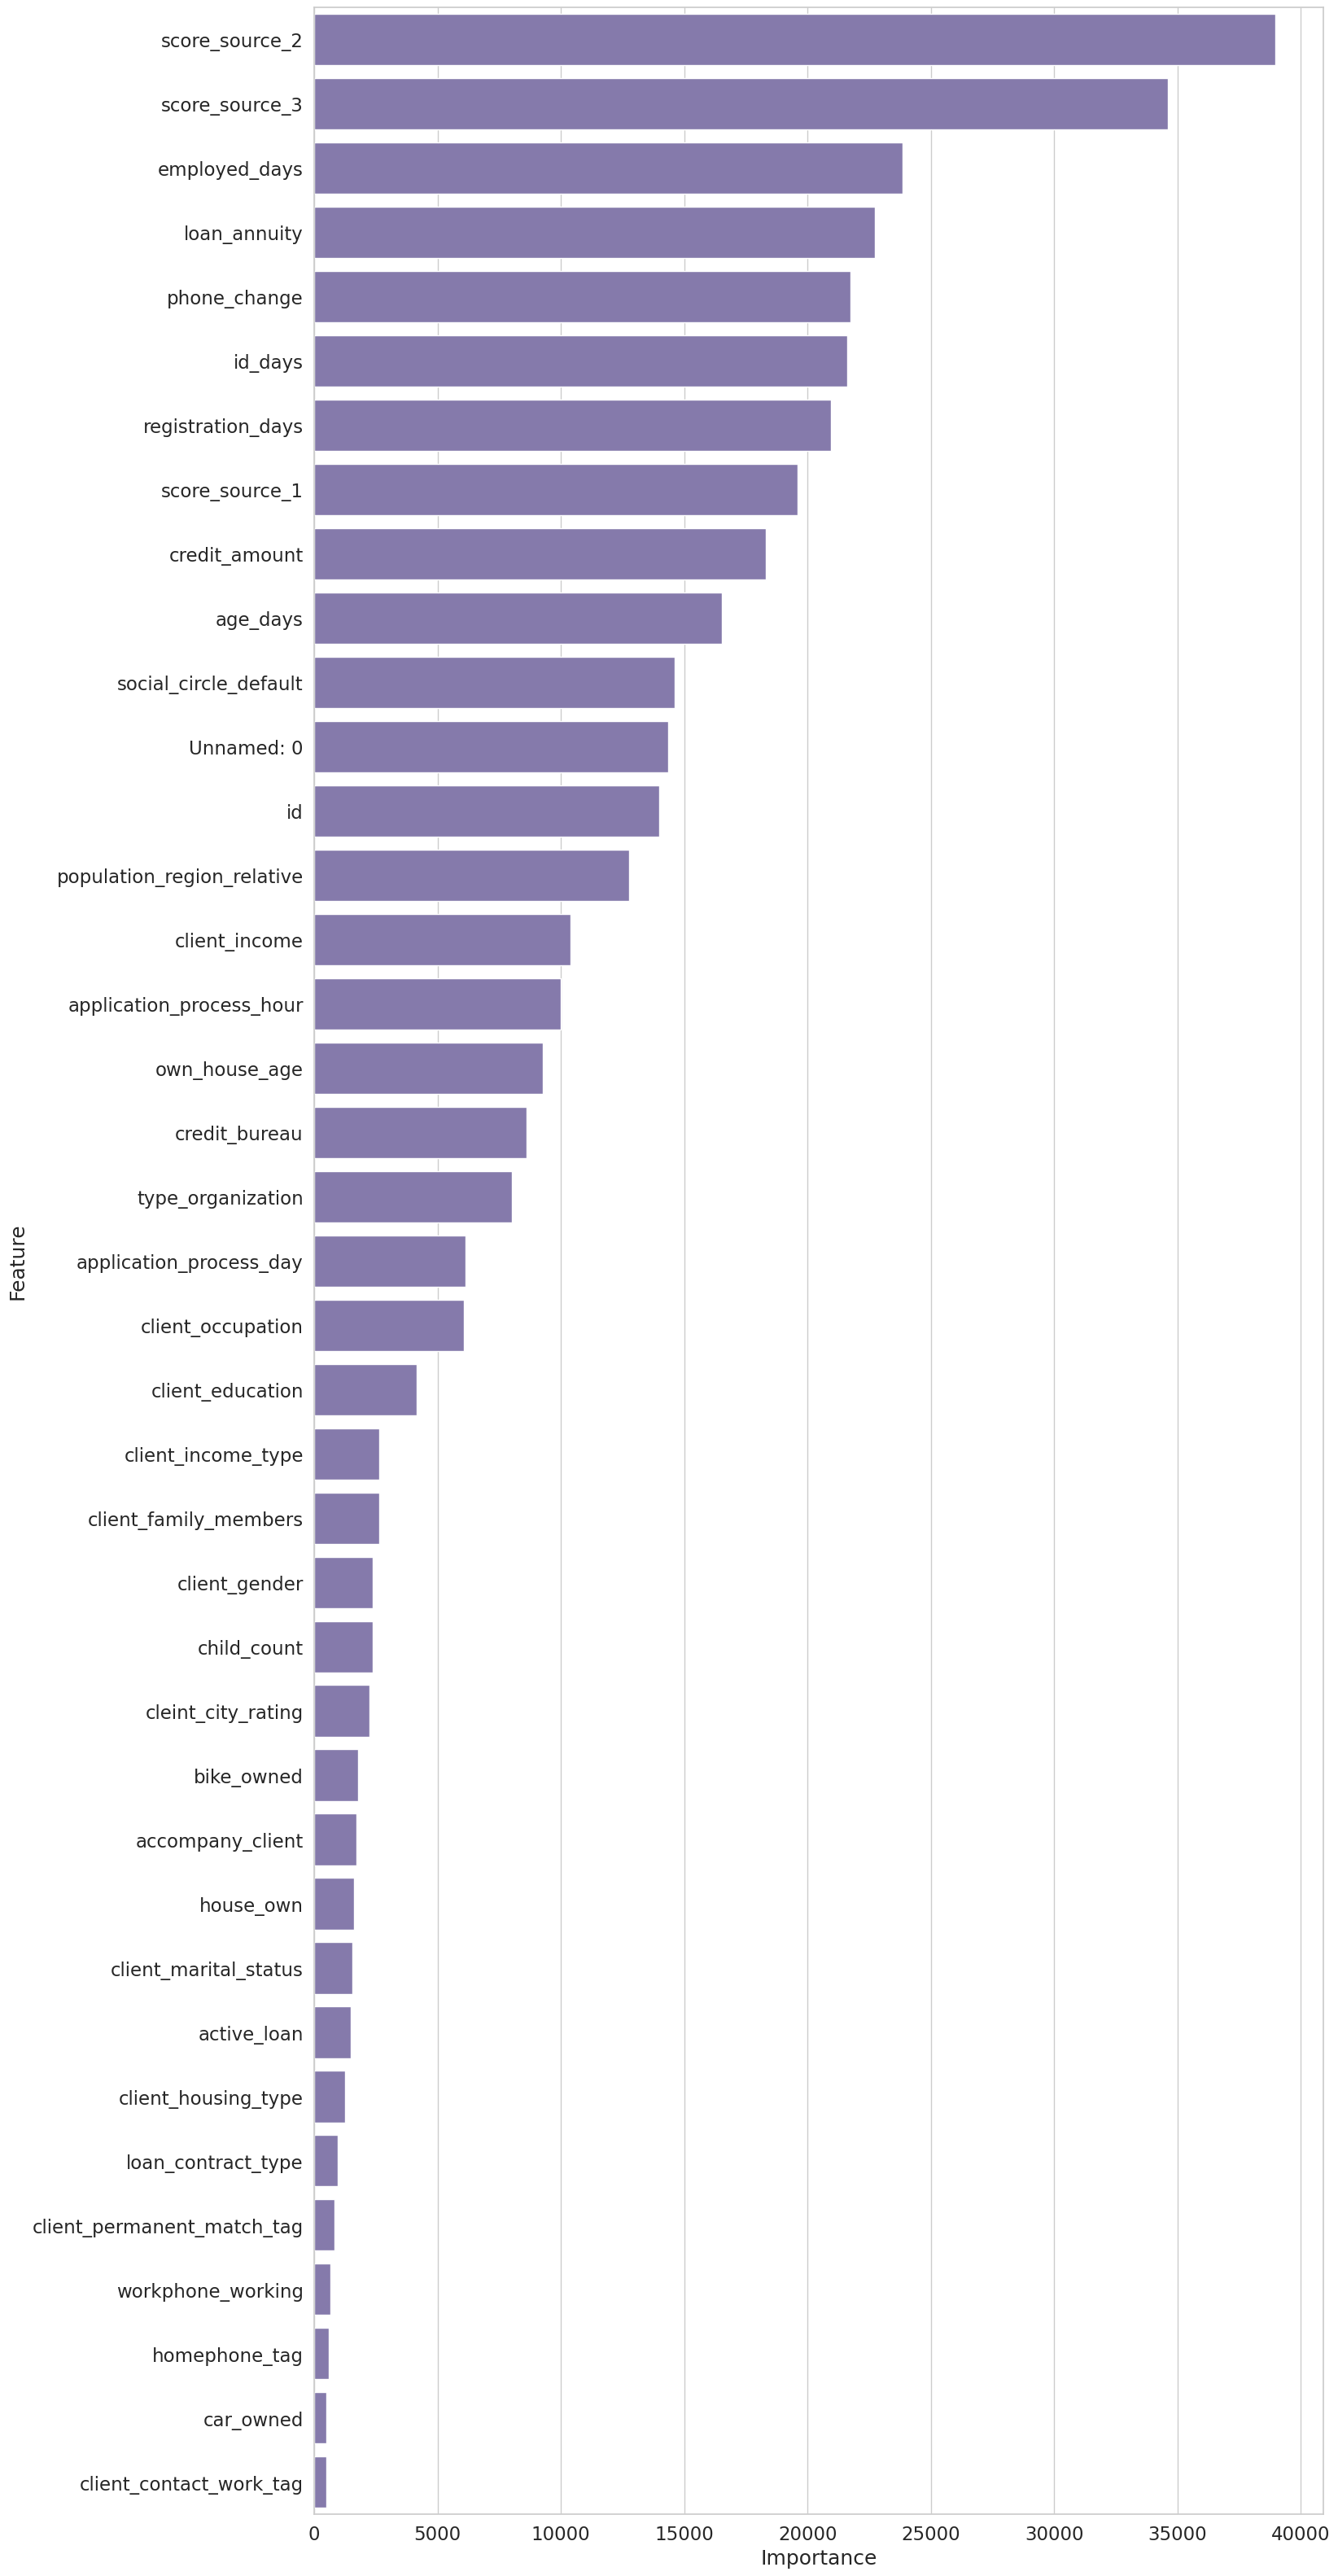 score_source_2
score_source_3
employed_days
loan_annuity
phone_change
id_days
registration_days
score_source_1
credit_amount
age_days
social_circle_default
Unnamed: 0
id
population_region_relative
client_income
application_process_hour
own_house_age
credit_bureau
type_organization
application_process_day
client_occupation
client_education
client_income_type
client_family_members
client_gender
child_count
cleint_city_rating
bike_owned
accompany_client
house_own
client_marital_status
active_loan
client_housing_type
loan_contract_type
client_permanent_match_tag
workphone_working
homephone_tag
car_owned
client_contact_work_tag
Feature
0 5000 10000 15000 20000 25000 30000 35000 40000
Importance